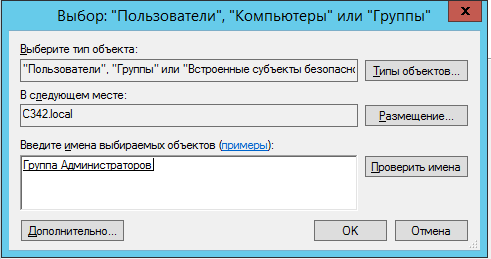 Выбор: "Пользователи", "Компьютеры" или "Группы"
x
Выберите тип объекта:
"Пользователи", "Группы" или "Встроенные субъекты безопасно
Типы объектов...
В следующем месте:
C342.local
Размещение...
Введите имена выбираемых объектов (примеры):
Группа Администраторов
Проверить имена
Дополнительно...
OK
Отмена